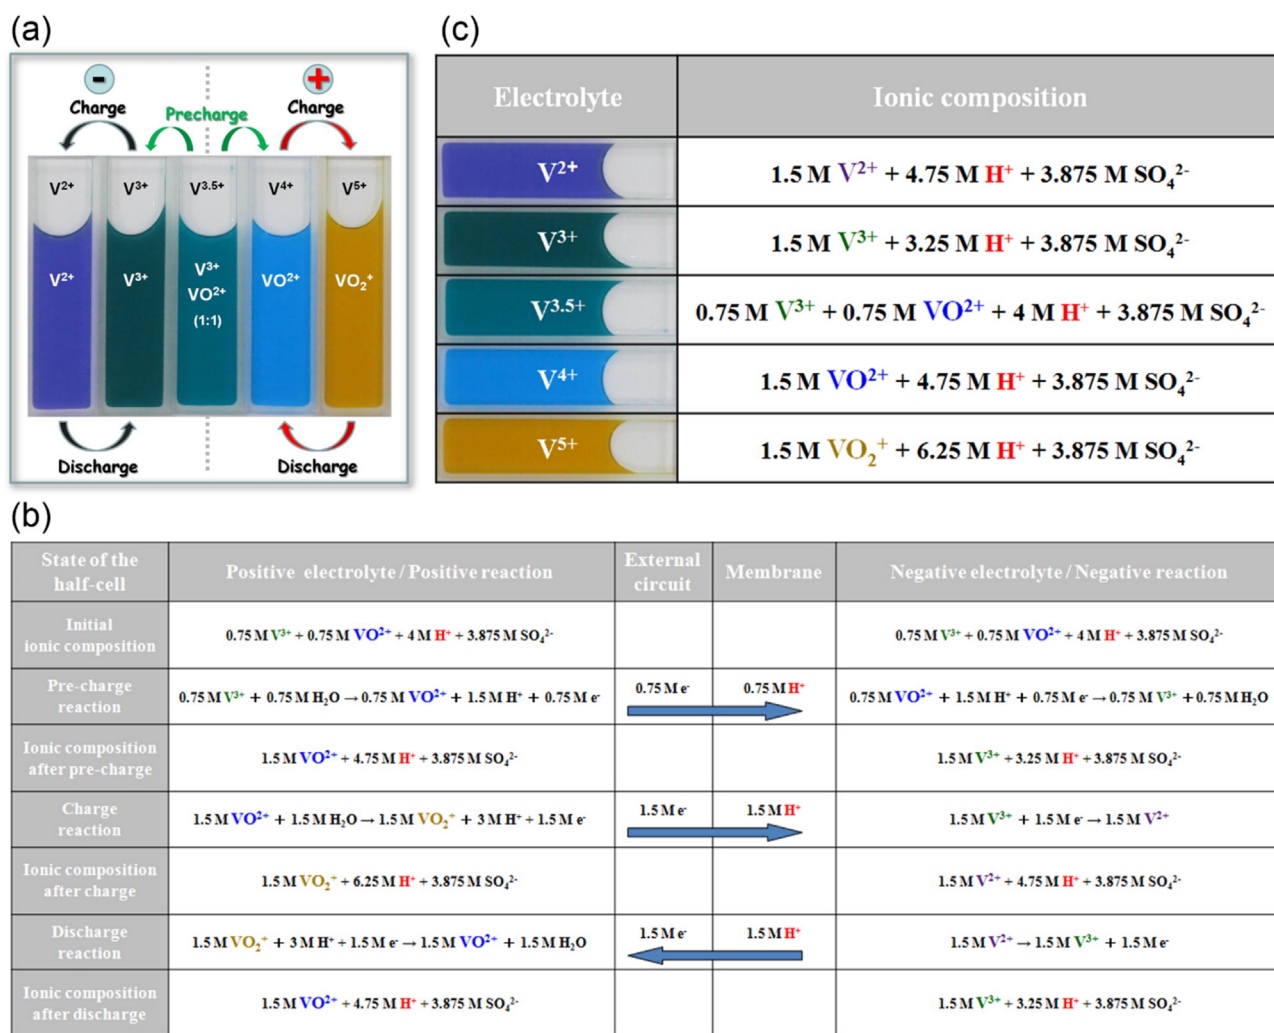 (a)
-
+
Charge
Precharge
Charge
V²⁺
V³⁺
V³·⁵⁺
V⁴⁺
V⁵⁺
V²⁺
V³⁺
V³⁺
VO²⁺
(1:1)
VO²⁺
VO₂⁺
Discharge
Discharge
(c)
Electrolyte
Ionic composition
V²⁺
1.5 M V²⁺ + 4.75 M H⁺ + 3.875 M SO₄²⁻
V³⁺
1.5 M V³⁺ + 3.25 M H⁺ + 3.875 M SO₄²⁻
V³·⁵⁺
0.75 M V³⁺ + 0.75 M VO²⁺ + 4 M H⁺ + 3.875 M SO₄²⁻
V⁴⁺
1.5 M VO²⁺ + 4.75 M H⁺ + 3.875 M SO₄²⁻
V⁵⁺
1.5 M VO₂⁺ + 6.25 M H⁺ + 3.875 M SO₄²⁻
(b)
State of the
half-cell
Positive electrolyte / Positive reaction
External
circuit
Membrane
Negative electrolyte / Negative reaction
Initial
ionic composition
0.75 M V³⁺ + 0.75 M VO²⁺ + 4 M H⁺ + 3.875 M SO₄²⁻
0.75 M V³⁺ + 0.75 M VO²⁺ + 4 M H⁺ + 3.875 M SO₄²⁻
Pre-charge
reaction
0.75 M V³⁺ + 0.75 M H₂O → 0.75 M VO²⁺ + 1.5 M H⁺ + 0.75 M e⁻
0.75 M e⁻
0.75 M H⁺
0.75 M VO²⁺ + 1.5 M H⁺ + 0.75 M e⁻ → 0.75 M V³⁺ + 0.75 M H₂O
Ionic composition
after pre-charge
1.5 M VO²⁺ + 4.75 M H⁺ + 3.875 M SO₄²⁻
1.5 M V³⁺ + 3.25 M H⁺ + 3.875 M SO₄²⁻
Charge
reaction
1.5 M VO²⁺ + 1.5 M H₂O → 1.5 M VO₂⁺ + 3 M H⁺ + 1.5 M e⁻
1.5 M e⁻
1.5 M H⁺
1.5 M V³⁺ + 1.5 M e⁻ → 1.5 M V²⁺
Ionic composition
after charge
1.5 M VO₂⁺ + 6.25 M H⁺ + 3.875 M SO₄²⁻
1.5 M V²⁺ + 4.75 M H⁺ + 3.875 M SO₄²⁻
Discharge
reaction
1.5 M VO₂⁺ + 3 M H⁺ + 1.5 M e⁻ → 1.5 M VO²⁺ + 1.5 M H₂O
1.5 M e⁻
1.5 M H⁺
1.5 M V²⁺ → 1.5 M V³⁺ + 1.5 M e⁻
Ionic composition
after discharge
1.5 M VO²⁺ + 4.75 M H⁺ + 3.875 M SO₄²⁻
1.5 M V³⁺ + 3.25 M H⁺ + 3.875 M SO₄²⁻